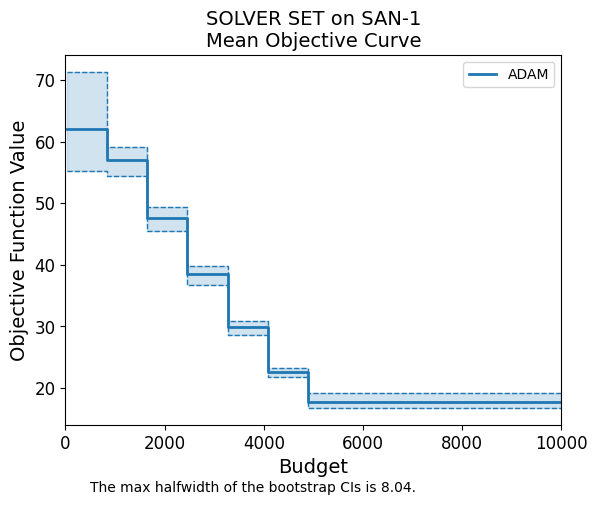 SOLVER SET on SAN-1
Mean Objective Curve
ADAM
Objective Function Value
70
60
50
40
30
20
0 2000 4000 6000 8000 10000
Budget
The max halfwidth of the bootstrap CIs is 8.04.